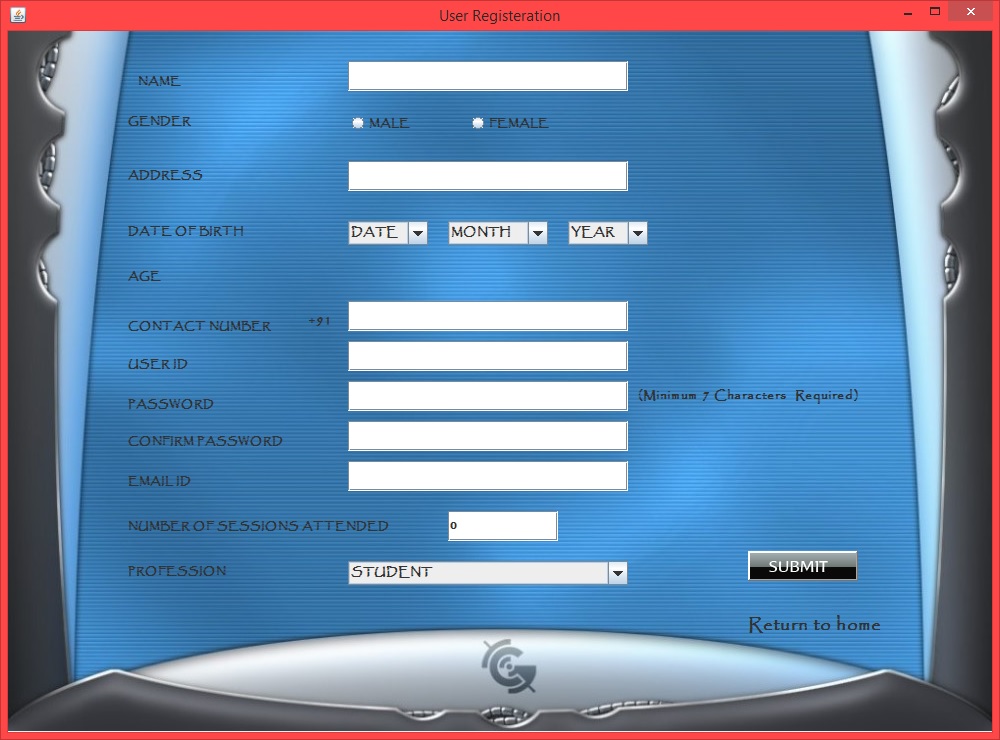 User Registeration
NAME
GENDER MALE FEMALE
ADDRESS
DATE OF BIRTH DATE MONTH YEAR
AGE
CONTACT NUMBER +91
USER ID
PASSWORD (Minimum 7 Characters Required)
CONFIRM PASSWORD
EMAIL ID
NUMBER OF SESSIONS ATTENDED 0
PROFESSION STUDENT
SUBMIT
Return to home